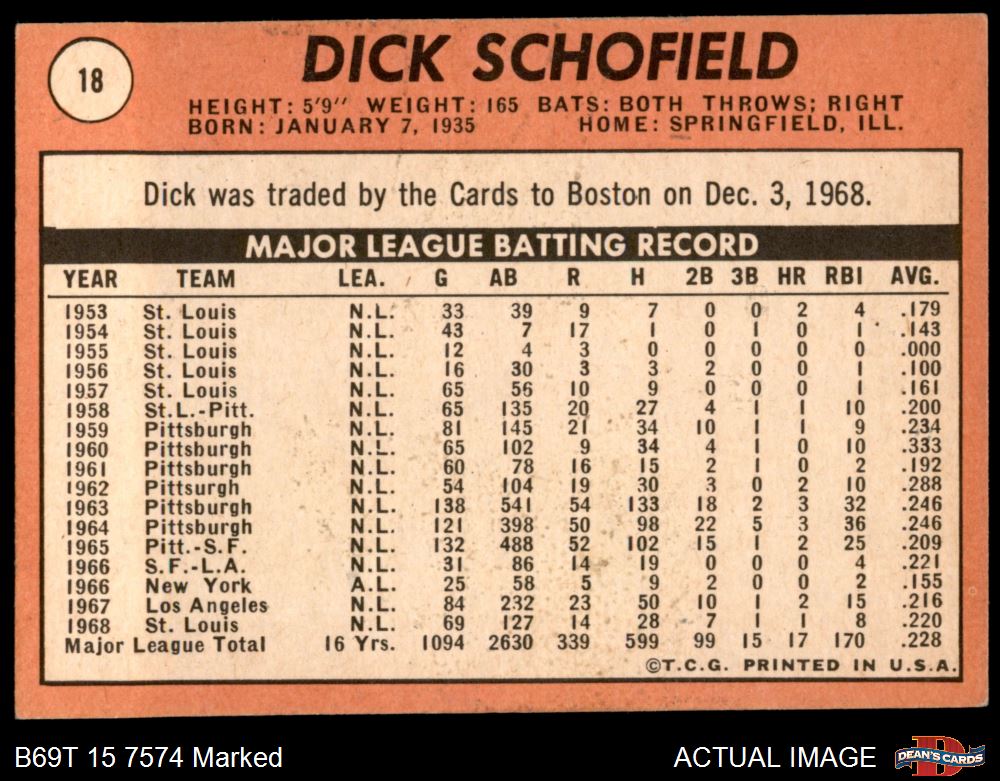 18
DICK SCHOFIELD
HEIGHT: 5'9" WEIGHT: 165 BATS: BOTH THROWS; RIGHT
BORN: JANUARY 7, 1935 HOME: SPRINGFIELD, ILL.
Dick was traded by the Cards to Boston on Dec. 3, 1968.
MAJOR LEAGUE BATTING RECORD
YEAR TEAM LEA. G AB R H 2B 3B HR RBI AVG.
1953 St. Louis N.L. 33 39 9 7 0 0 2 4 .179
1954 St. Louis N.L. 43 7 17 1 0 1 0 1 .143
1955 St. Louis N.L. 12 4 3 0 0 0 0 0 .000
1956 St. Louis N.L. 16 30 3 3 2 0 0 1 .100
1957 St. Louis N.L. 65 56 10 9 0 0 0 1 .161
1958 St.L.-Pitt. N.L. 65 135 20 27 4 1 1 10 .200
1959 Pittsburgh N.L. 81 145 21 34 10 1 1 9 .234
1960 Pittsburgh N.L. 65 102 9 34 4 1 0 10 .333
1961 Pittsburgh N.L. 60 78 16 15 2 1 0 2 .192
1962 Pittsurgh N.L. 54 104 19 30 3 0 2 10 .288
1963 Pittsburgh N.L. 138 541 54 133 18 2 3 32 .246
1964 Pittsburgh N.L. 121 398 50 98 22 5 3 36 .246
1965 Pitt.-S.F. N.L. 132 488 52 102 15 1 2 25 .209
1966 S.F.-L.A. N.L. 31 86 14 19 0 0 0 4 .221
1966 New York A.L. 25 58 5 9 2 0 0 2 .155
1967 Los Angeles N.L. 84 232 23 50 10 1 2 15 .216
1968 St. Louis N.L. 69 127 14 28 7 1 1 8 .220
Major League Total 16 Yrs. 1094 2630 339 599 99 15 17 170 .228
©T.C.G. PRINTED IN U.S.A.
B69T 15 7574 Marked ACTUAL IMAGE D DEAN'S CARDS